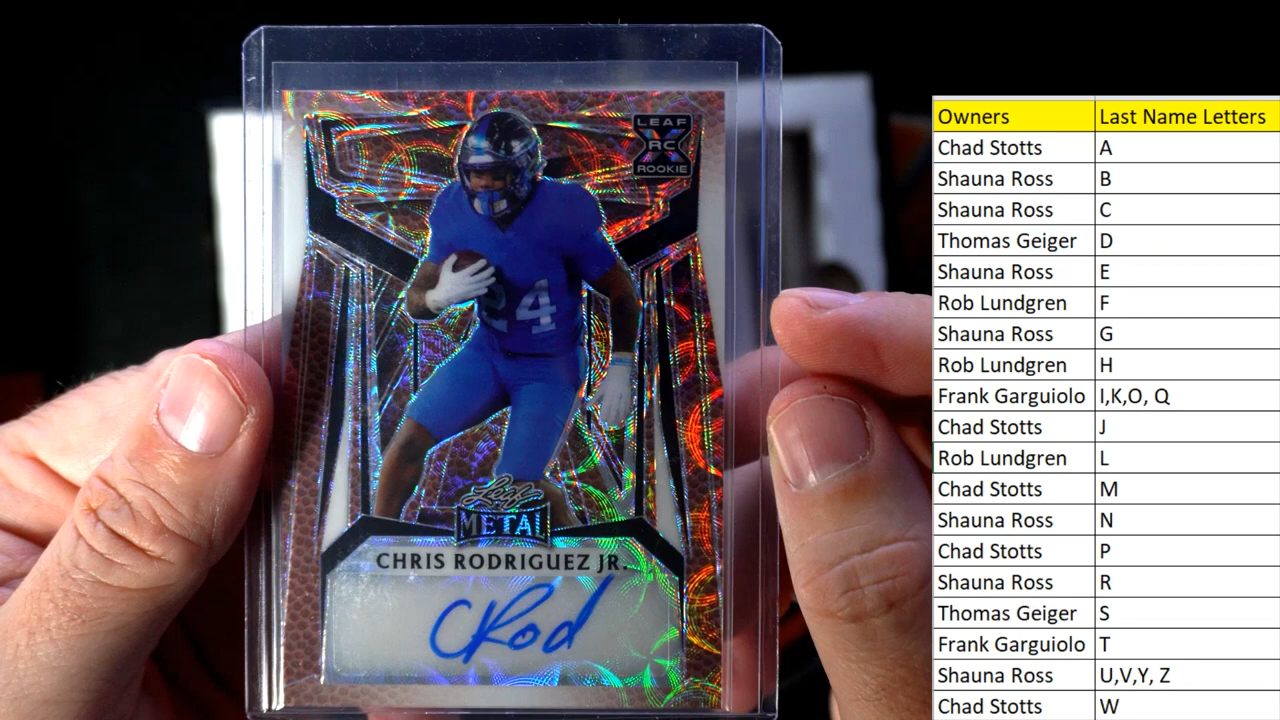 LEAF
RC
ROOKIE
24
Leaf
METAL
CHRIS RODRIGUEZ JR.
CRod
Owners Last Name Letters
Chad Stotts A
Shauna Ross B
Shauna Ross C
Thomas Geiger D
Shauna Ross E
Rob Lundgren F
Shauna Ross G
Rob Lundgren H
Frank Garguiolo I,K,O, Q
Chad Stotts J
Rob Lundgren L
Chad Stotts M
Shauna Ross N
Chad Stotts P
Shauna Ross R
Thomas Geiger S
Frank Garguiolo T
Shauna Ross U,V,Y, Z
Chad Stotts W